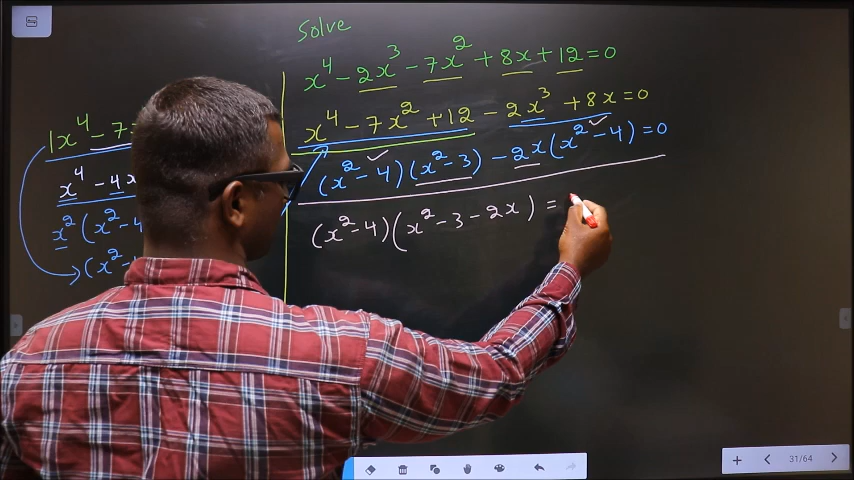 Solve
x⁴ - 2x³ - 7x² + 8x + 12 = 0
x⁴ - 7x² + 12 - 2x³ + 8x = 0
(x² - 4)(x² - 3) - 2x(x² - 4) = 0
(x² - 4)(x² - 3 - 2x) =
1x⁴ - 7
x⁴ - 4x
x²(x² - 4
(x² - 4
31/64